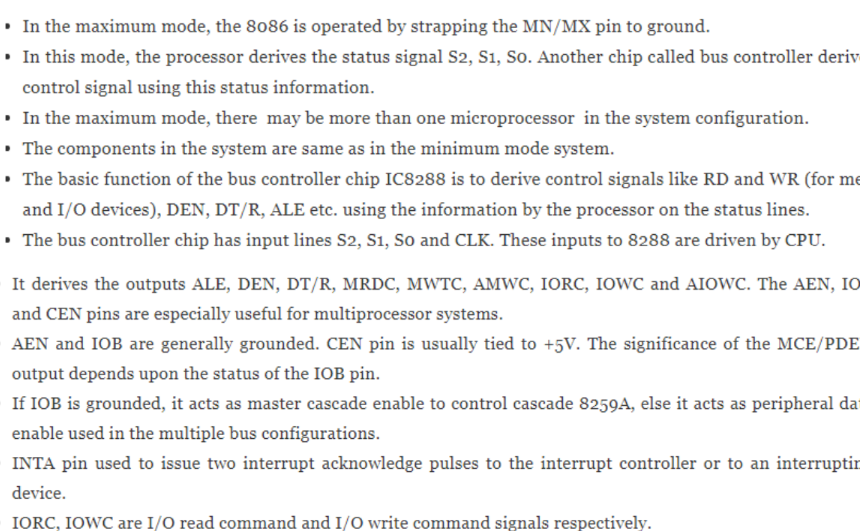 • In the maximum mode, the 8086 is operated by strapping the MN/MX pin to ground.
• In this mode, the processor derives the status signal S2, S1, S0. Another chip called bus controller
control signal using this status information.
• In the maximum mode, there may be more than one microprocessor in the system configuration.
• The components in the system are same as in the minimum mode system.
• The basic function of the bus controller chip IC8288 is to derive control signals like RD and WR (for
and I/O devices), DEN, DT/R, ALE etc. using the information by the processor on the status lines.
• The bus controller chip has input lines S2, S1, S0 and CLK. These inputs to 8288 are driven by CPU.
It derives the outputs ALE, DEN, DT/R, MRDC, MWTC, AMWC, IORC, IOWC and AIOWC. The AEN,
and CEN pins are especially useful for multiprocessor systems.
AEN and IOB are generally grounded. CEN pin is usually tied to +5V. The significance of the MCE/PDE
output depends upon the status of the IOB pin.
If IOB is grounded, it acts as master cascade enable to control cascade 8259A, else it acts as peripheral
enable used in the multiple bus configurations.
INTA pin used to issue two interrupt acknowledge pulses to the interrupt controller or to an
device.
IORC, IOWC are I/O read command and I/O write command signals respectively.